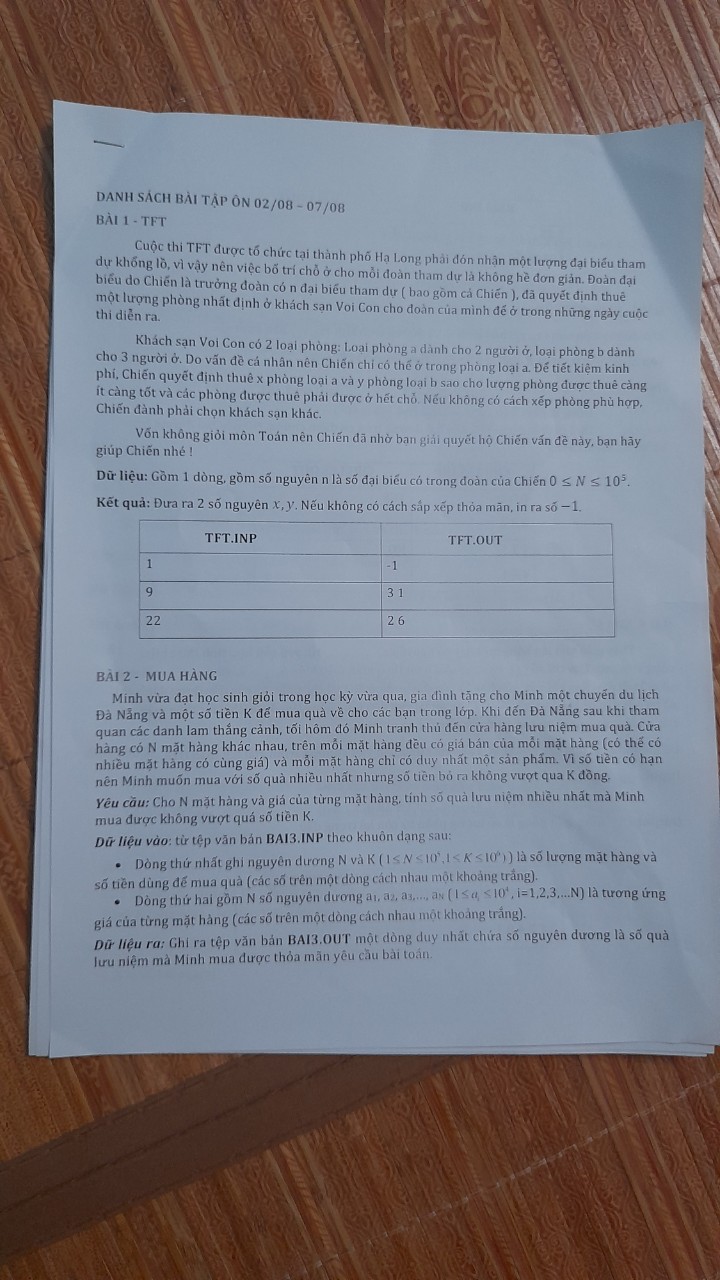 DANH SÁCH BÀI TẬP ÔN 02/08 – 07/08
BÀI 1 - TFT
Cuộc thi TFT được tổ chức tại thành phố Hạ Long phải đón nhận một lượng đại biểu tham
dự khổng lồ, vì vậy nên việc bố trí chỗ ở cho mỗi đoàn tham dự là không hề đơn giản. Đoàn đại
biểu do Chiến là trưởng đoàn có n đại biểu tham dự ( bao gồm cả Chiến ), đã quyết định thuê
một lượng phòng nhất định ở khách sạn Voi Con cho đoàn của mình để ở trong những ngày cuộc
thi diễn ra.
Khách sạn Voi Con có 2 loại phòng: Loại phòng a dành cho 2 người ở, loại phòng b dành
cho 3 người ở. Do vấn đề cá nhân nên Chiến chỉ có thể ở trong phòng loại a. Để tiết kiệm kinh
phí, Chiến quyết định thuê x phòng loại a và y phòng loại b sao cho lượng phòng được thuê càng
ít càng tốt và các phòng được thuê phải được ở hết chỗ. Nếu không có cách xếp phòng phù hợp,
Chiến đành phải chọn khách sạn khác.
Vốn không giỏi môn Toán nên Chiến đã nhờ bạn giải quyết hộ Chiến vấn đề này, bạn hãy
giúp Chiến nhé !
Dữ liệu: Gồm 1 dòng, gồm số nguyên n là số đại biểu có trong đoàn của Chiến 0 ≤ N ≤ 10⁵.
Kết quả: Đưa ra 2 số nguyên x, y. Nếu không có cách sắp xếp thỏa mãn, in ra số −1.
TFT.INP TFT.OUT
1 -1
9 3 1
22 2 6
BÀI 2 - MUA HÀNG
Minh vừa đạt học sinh giỏi trong học kỳ vừa qua, gia đình tặng cho Minh một chuyến du lịch
Đà Nẵng và một số tiền K để mua quà về cho các bạn trong lớp. Khi đến Đà Nẵng sau khi tham
quan các danh lam thắng cảnh, tối hôm đó Minh tranh thủ đến cửa hàng lưu niệm mua quà. Cửa
hàng có N mặt hàng khác nhau, trên mỗi mặt hàng đều có giá bán của mỗi mặt hàng (có thể có
nhiều mặt hàng có cùng giá) và mỗi mặt hàng chỉ có duy nhất một sản phẩm. Vì số tiền có hạn
nên Minh muốn mua với số quà nhiều nhất nhưng số tiền bỏ ra không vượt qua K đồng.
Yêu cầu: Cho N mặt hàng và giá của từng mặt hàng, tính số quà lưu niệm nhiều nhất mà Minh
mua được không vượt quá số tiền K.
Dữ liệu vào: từ tệp văn bản BAI3.INP theo khuôn dạng sau:
• Dòng thứ nhất ghi nguyên dương N và K ( 1 ≤ N ≤ 10⁵, 1 < K ≤ 10⁹ ) ) là số lượng mặt hàng và
số tiền dùng để mua quà (các số trên một dòng cách nhau một khoảng trắng).
• Dòng thứ hai gồm N số nguyên dương a₁, a₂, a₃,..., aN ( 1 ≤ aᵢ ≤ 10⁴, i=1,2,3,...N) là tương ứng
giá của từng mặt hàng (các số trên một dòng cách nhau một khoảng trắng).
Dữ liệu ra: Ghi ra tệp văn bản BAI3.OUT một dòng duy nhất chứa số nguyên dương là số quà
lưu niệm mà Minh mua được thỏa mãn yêu cầu bài toán.